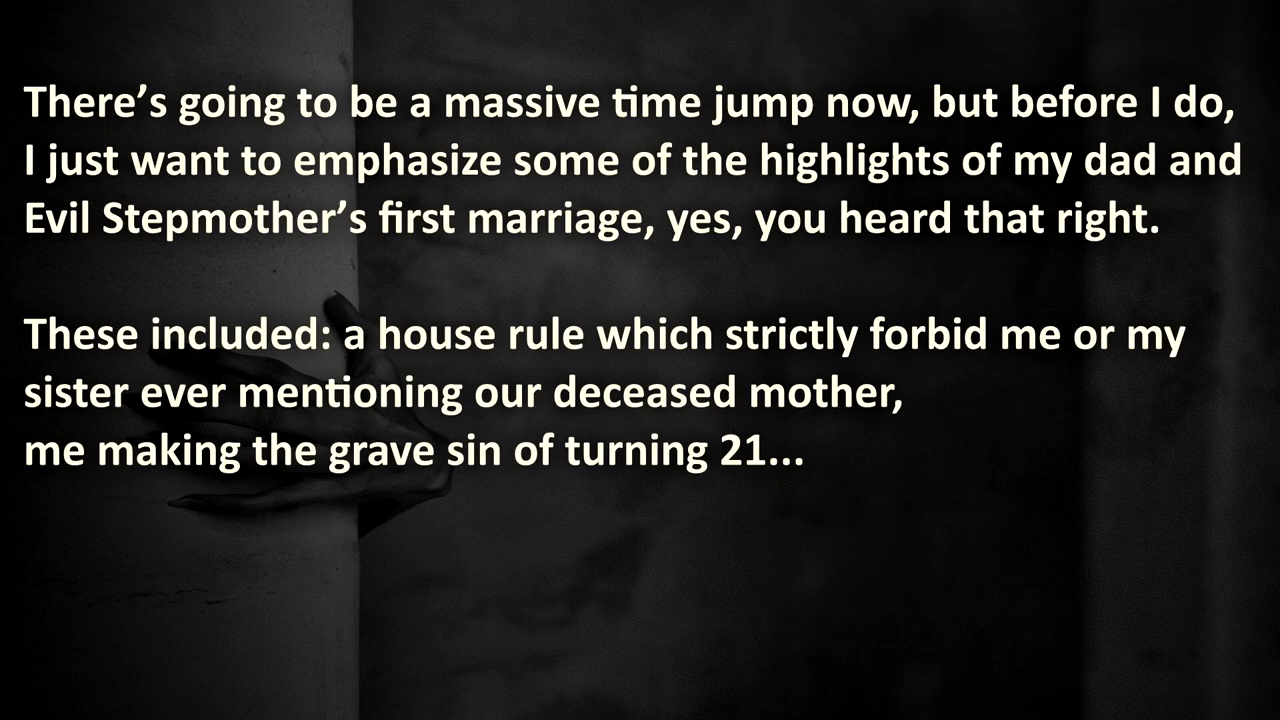 There’s going to be a massive time jump now, but before I do,
I just want to emphasize some of the highlights of my dad and
Evil Stepmother’s first marriage, yes, you heard that right.
These included: a house rule which strictly forbid me or my
sister ever mentioning our deceased mother,
me making the grave sin of turning 21...